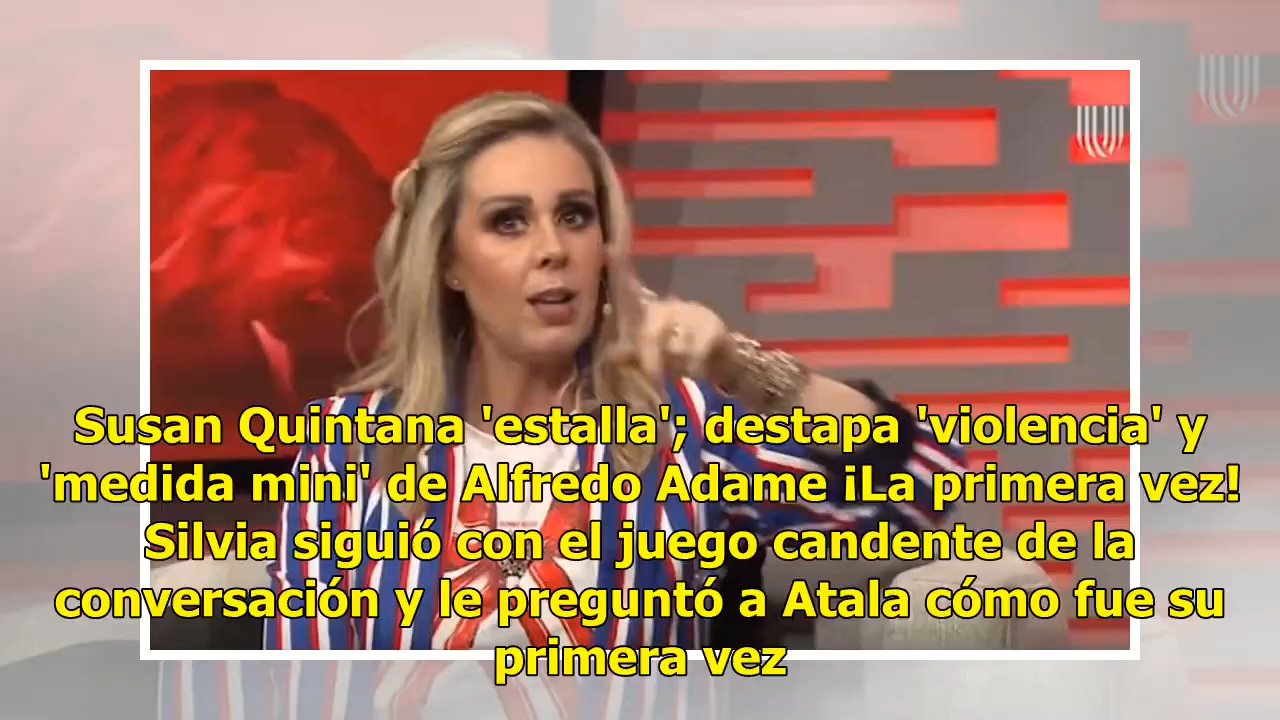 Susan Quintana 'estalla'; destapa 'violencia' y
'medida mini' de Alfredo Adame ¡La primera vez!
Silvia siguió con el juego candente de la
conversación y le preguntó a Atala cómo fue su
primera vez